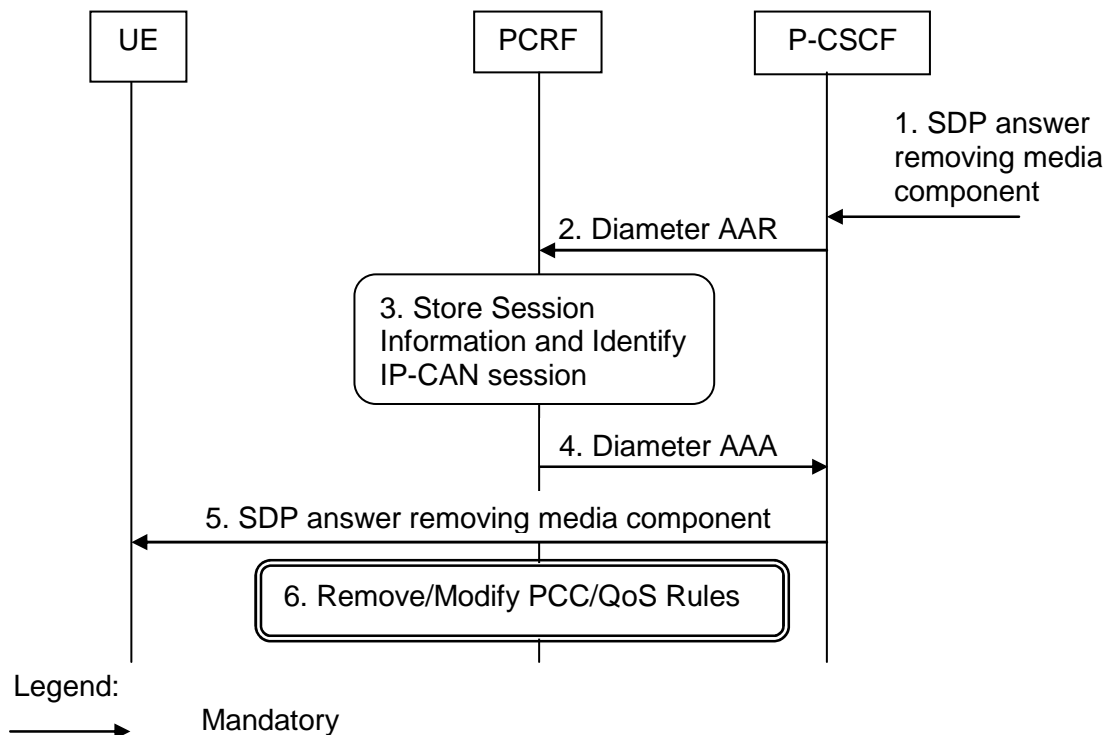 UE
PCRF
P-CSCF
1. SDP answer
removing media
component
2. Diameter AAR
3. Store Session
Information and Identify
IP-CAN session
4. Diameter AAA
5. SDP answer removing media component
6. Remove/Modify PCC/QoS Rules
Legend:
Mandatory